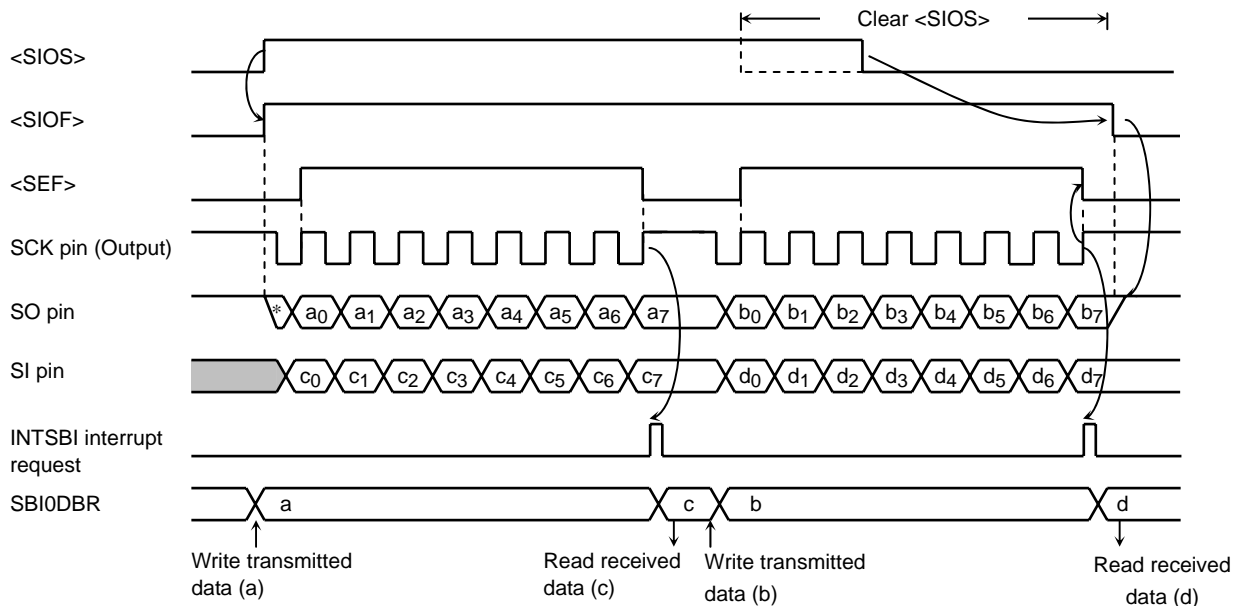 Clear <SIOS>
<SIOS>
<SIOF>
<SEF>
SCK pin (Output)
SO pin * a0 a1 a2 a3 a4 a5 a6 a7 b0 b1 b2 b3 b4 b5 b6 b7
SI pin c0 c1 c2 c3 c4 c5 c6 c7 d0 d1 d2 d3 d4 d5 d6 d7
INTSBI interrupt
request
SBI0DBR a c b d
Write transmitted
data (a)
Read received
data (c)
Write transmitted
data (b)
Read received
data (d)